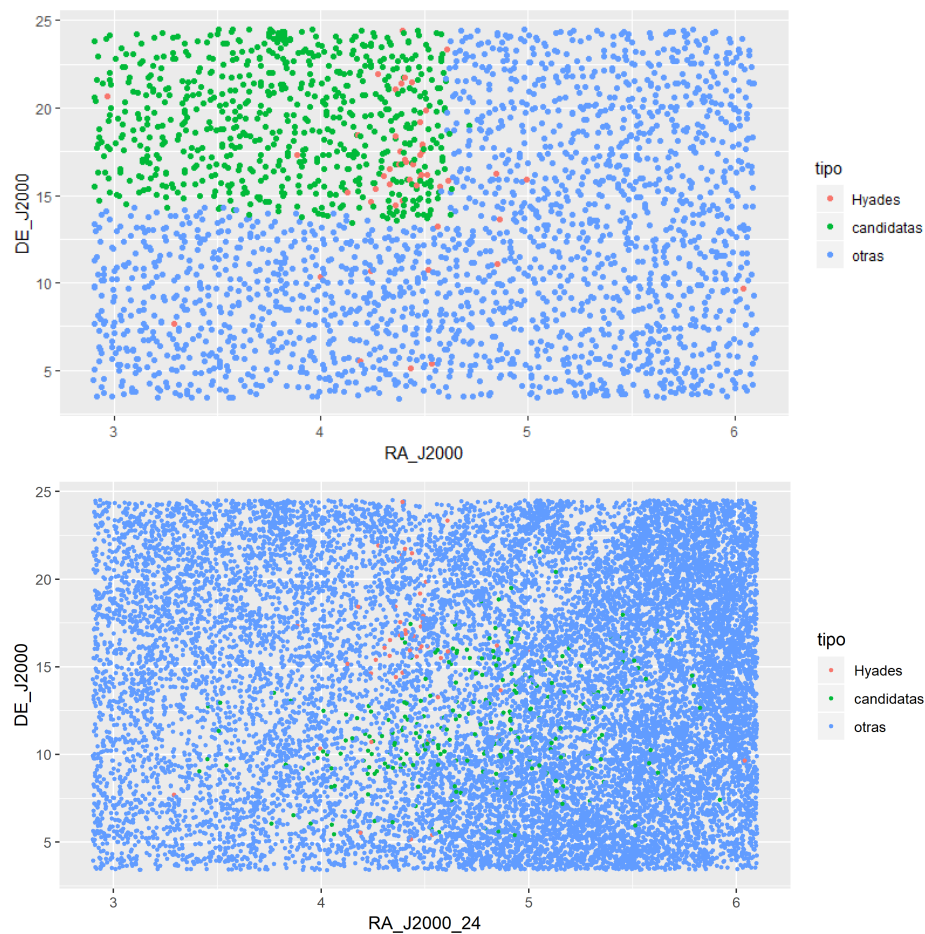 25
20
15
10
5
DE_J2000
3 4 5 6
RA_J2000
tipo
Hyades
candidatas
otras
25
20
15
10
5
DE_J2000
3 4 5 6
RA_J2000_24
tipo
Hyades
candidatas
otras